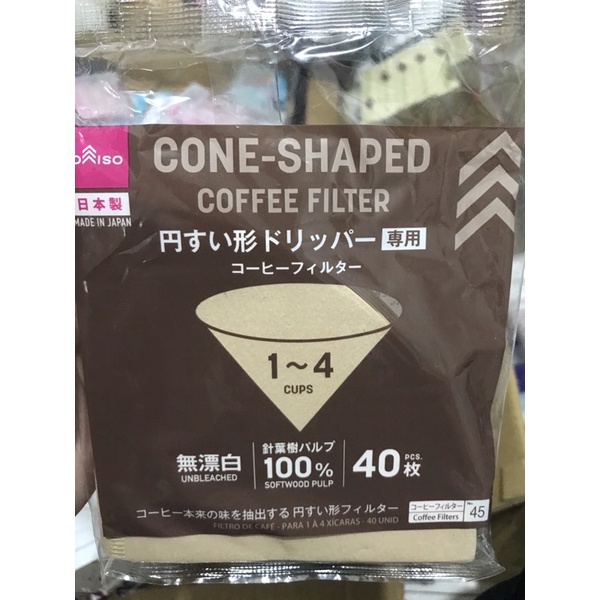 CONE-SHAPED
COFFEE FILTER
日本製
MADE IN JAPAN
円すい形ドリッパー 専用
コーヒーフィルター
1～4
CUPS
無漂白
UNBLEACHED
針葉樹パルプ
100%
SOFTWOOD PULP
40 PCS. 枚
コーヒー本来の味を抽出する 円すい形フィルター
FILTRO DE CAFÉ - PARA 1 À 4 XÍCARAS - 40 UNID
コーヒーフィルター
Coffee Filters
No. 45